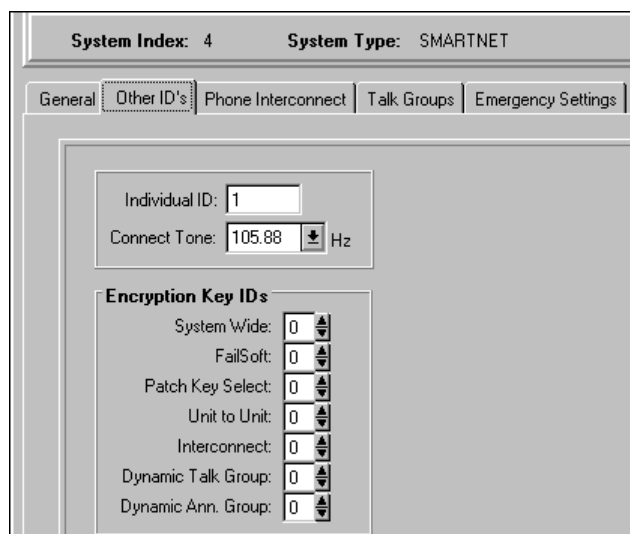 System Index: 4 System Type: SMARTNET
General Other ID's Phone Interconnect Talk Groups Emergency Settings
Individual ID: 1
Connect Tone: 105.88 Hz
Encryption Key IDs
System Wide: 0
FailSoft: 0
Patch Key Select: 0
Unit to Unit: 0
Interconnect: 0
Dynamic Talk Group: 0
Dynamic Ann. Group: 0